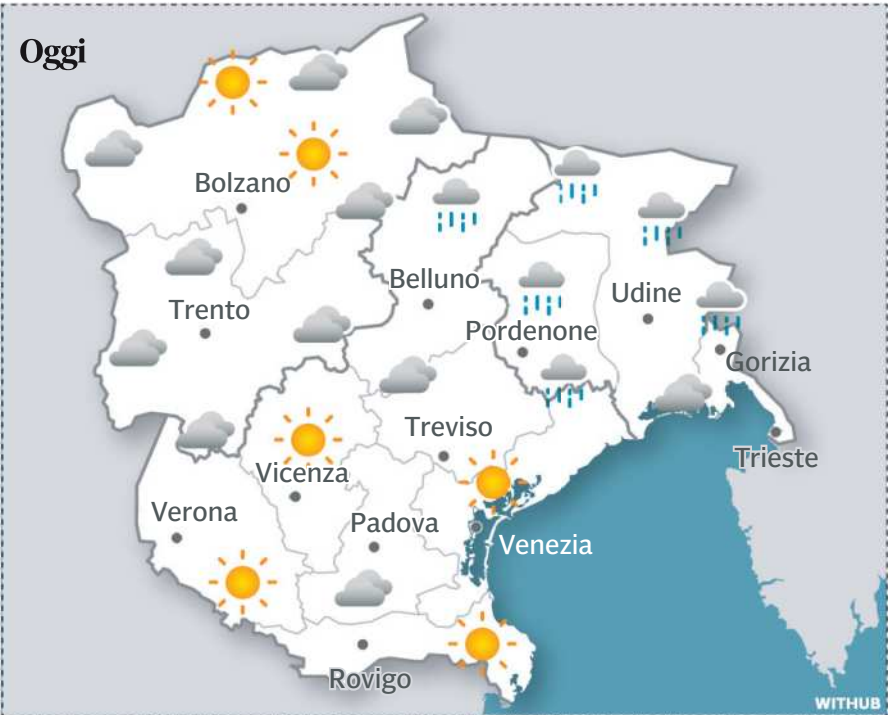 Oggi
Bolzano
Belluno
Udine
Trento
Pordenone
Gorizia
Treviso
Trieste
Vicenza
Verona
Padova
Venezia
Rovigo
WITHUB